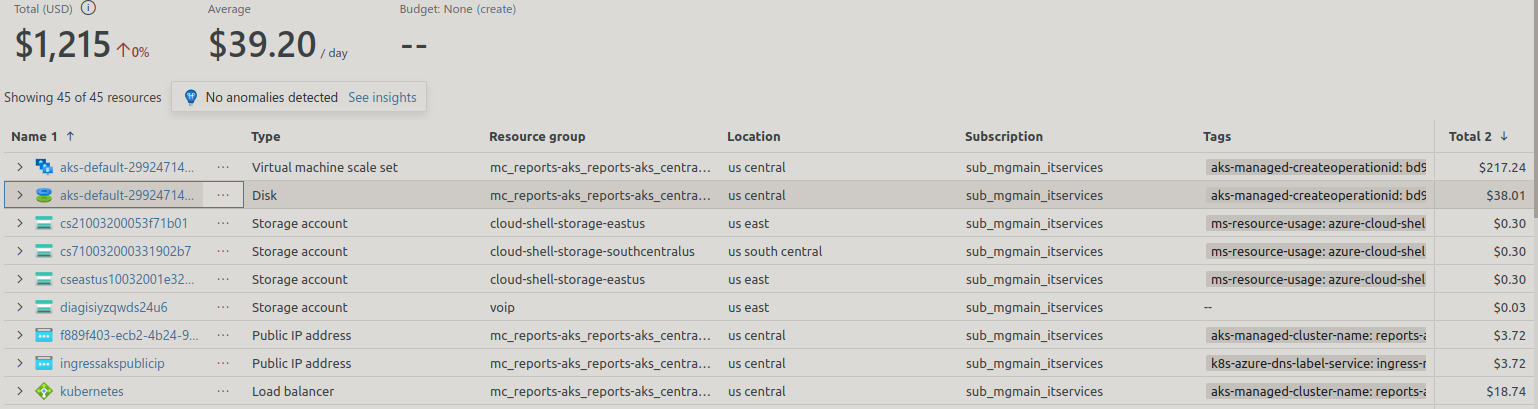 Total (USD)
Average
Budget: None (create)
$1,215 ↑0%
$39.20 / day
--
Showing 45 of 45 resources
No anomalies detected See insights
Name 1 ↑ Type Resource group Location Subscription Tags Total 2 ↓
aks-default-29924714... ··· Virtual machine scale set mc_reports-aks_reports-aks_centra... us central sub_mgmain_itservices aks-managed-createoperationid: bd9 $217.24
aks-default-29924714... ··· Disk mc_reports-aks_reports-aks_centra... us central sub_mgmain_itservices aks-managed-createoperationid: bd9 $38.01
cs21003200053f71b01 ··· Storage account cloud-shell-storage-eastus us east sub_mgmain_itservices ms-resource-usage: azure-cloud-shel $0.30
cs710032000331902b7 ··· Storage account cloud-shell-storage-southcentralus us south central sub_mgmain_itservices ms-resource-usage: azure-cloud-shel $0.30
cseastus10032001e32... ··· Storage account cloud-shell-storage-eastus us east sub_mgmain_itservices ms-resource-usage: azure-cloud-shel $0.30
diagisiyzqwds24u6 ··· Storage account voip us east sub_mgmain_itservices -- $0.03
f889f403-ecb2-4b24-9... ··· Public IP address mc_reports-aks_reports-aks_centra... us central sub_mgmain_itservices aks-managed-cluster-name: reports-a $3.72
ingressakspublicip ··· Public IP address mc_reports-aks_reports-aks_centra... us central sub_mgmain_itservices k8s-azure-dns-label-service: ingress-n $3.72
kubernetes ··· Load balancer mc_reports-aks_reports-aks_centra... us central sub_mgmain_itservices aks-managed-cluster-name: reports-a $18.74